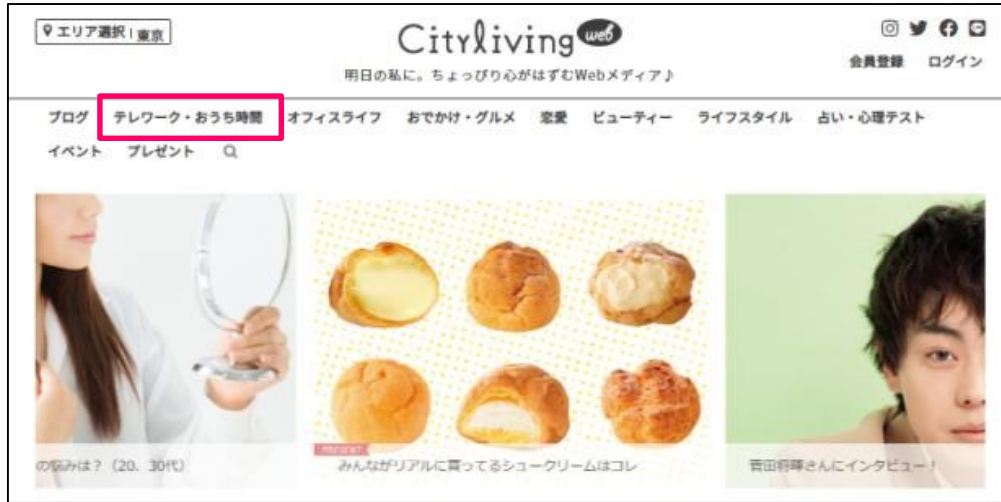 エリア選択 | 東京
Cityliving web
明日の私に。ちょっぴり心がはずむWebメディア♪
会員登録 ログイン
ブログ テレワーク・おうち時間 オフィスライフ おでかけ・グルメ 恋愛 ビューティー ライフスタイル 占い・心理テスト
イベント プレゼント
の悩みは？（20、30代）
PRESENT
みんながリアルに買ってるシュークリームはコレ
菅田将暉さんにインタビュー！